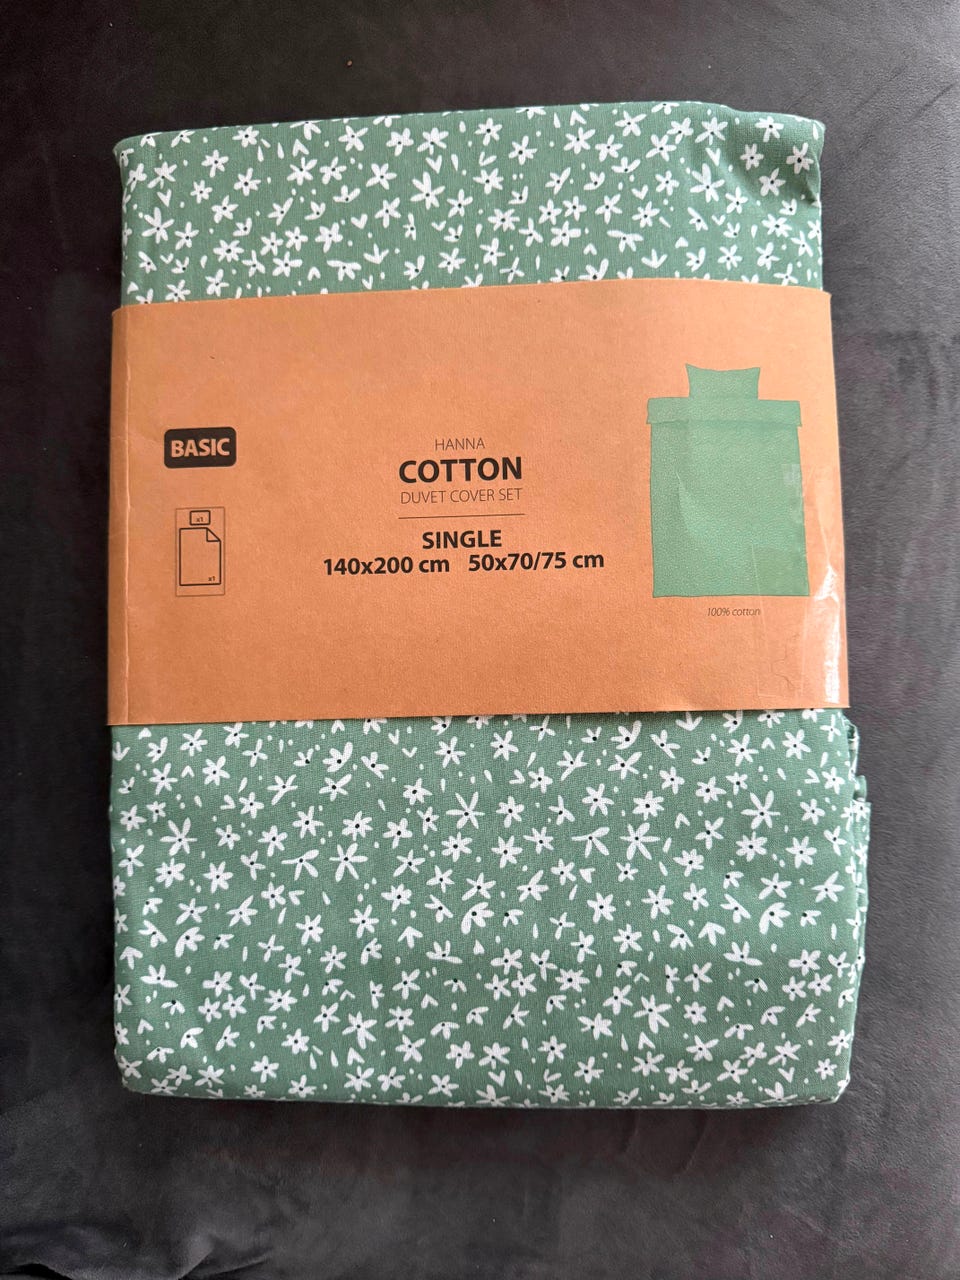 BASIC
x1
x1
HANNA
COTTON
DUVET COVER SET
SINGLE
140x200 cm 50x70/75 cm
100% cotton